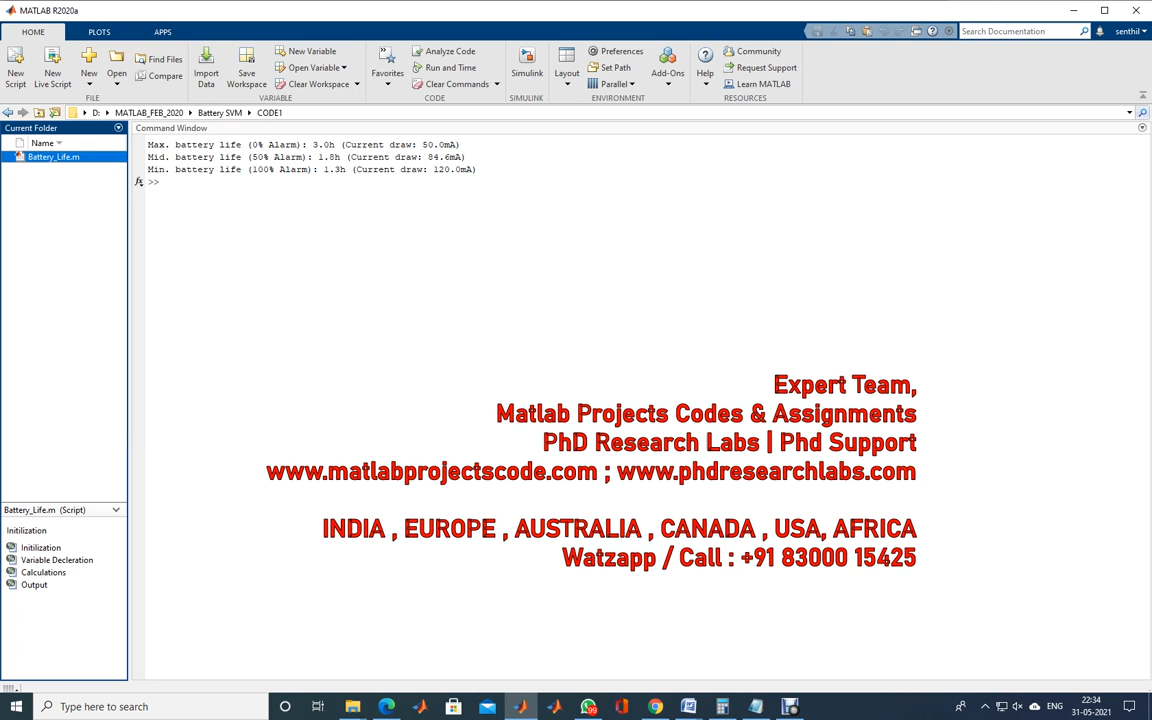 MATLAB R2020a
HOME PLOTS APPS
Search Documentation senthil
New Script
New Live Script
New
Open
Find Files
Compare
FILE
Import Data
Save Workspace
New Variable
Open Variable
Clear Workspace
VARIABLE
Favorites
Analyze Code
Run and Time
Clear Commands
CODE
Simulink
SIMULINK
Layout
Preferences
Set Path
Parallel
Add-Ons
ENVIRONMENT
Help
Community
Request Support
Learn MATLAB
RESOURCES
D: MATLAB_FEB_2020 Battery SVM CODE1
Current Folder
Name
Battery_Life.m
Command Window
Max. battery life (0% Alarm): 3.0h (Current draw: 50.0mA)
Mid. battery life (50% Alarm): 1.8h (Current draw: 84.6mA)
Min. battery life (100% Alarm): 1.3h (Current draw: 120.0mA)
fx >>
Expert Team,
Matlab Projects Codes & Assignments
PhD Research Labs | Phd Support
www.matlabprojectscode.com ; www.phdresearchlabs.com
INDIA , EUROPE , AUSTRALIA , CANADA , USA, AFRICA
Watzapp / Call : +91 83000 15425
Battery_Life.m (Script)
Initilization
Initilization
Variable Decleration
Calculations
Output
Type here to search
99
ENG
22:34
31-05-2021